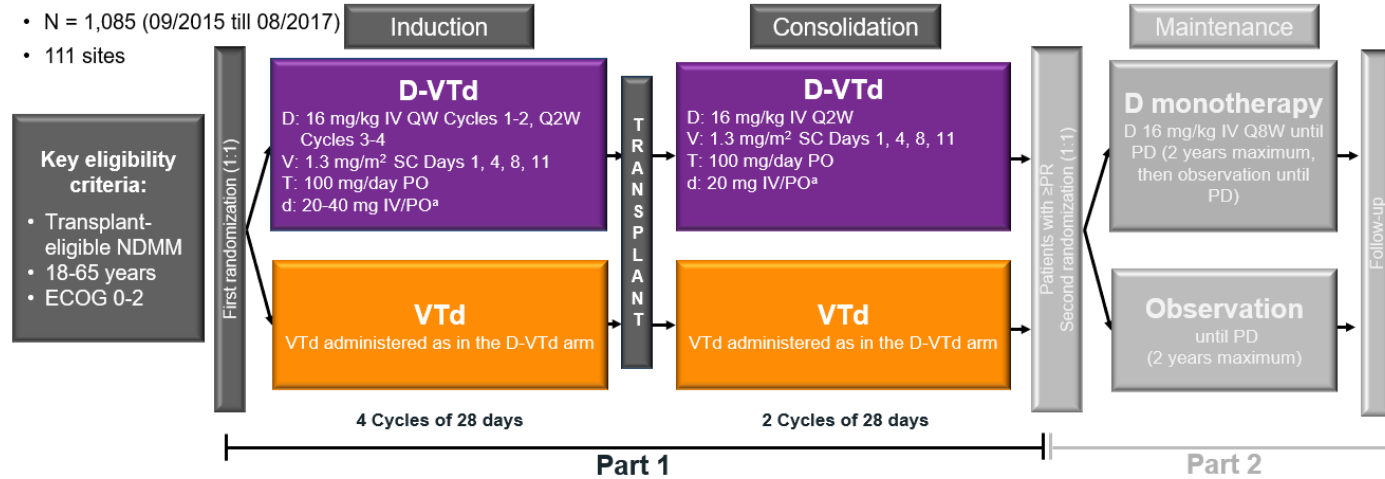 • N = 1,085 (09/2015 till 08/2017)
• 111 sites
Induction
Consolidation
Maintenance
Key eligibility
criteria:
• Transplant-
eligible NDMM
• 18-65 years
• ECOG 0-2
First randomization (1:1)
D-VTd
D: 16 mg/kg IV QW Cycles 1-2, Q2W
Cycles 3-4
V: 1.3 mg/m² SC Days 1, 4, 8, 11
T: 100 mg/day PO
d: 20-40 mg IV/POᵃ
VTd
VTd administered as in the D-VTd arm
4 Cycles of 28 days
TRANSPLANT
D-VTd
D: 16 mg/kg IV Q2W
V: 1.3 mg/m² SC Days 1, 4, 8, 11
T: 100 mg/day PO
d: 20 mg IV/POᵃ
VTd
VTd administered as in the D-VTd arm
2 Cycles of 28 days
Patients with ≥PR
Second randomization (1:1)
D monotherapy
D 16 mg/kg IV Q8W until
PD (2 years maximum,
then observation until
PD)
Observation
until PD
(2 years maximum)
Follow-up
Part 1
Part 2